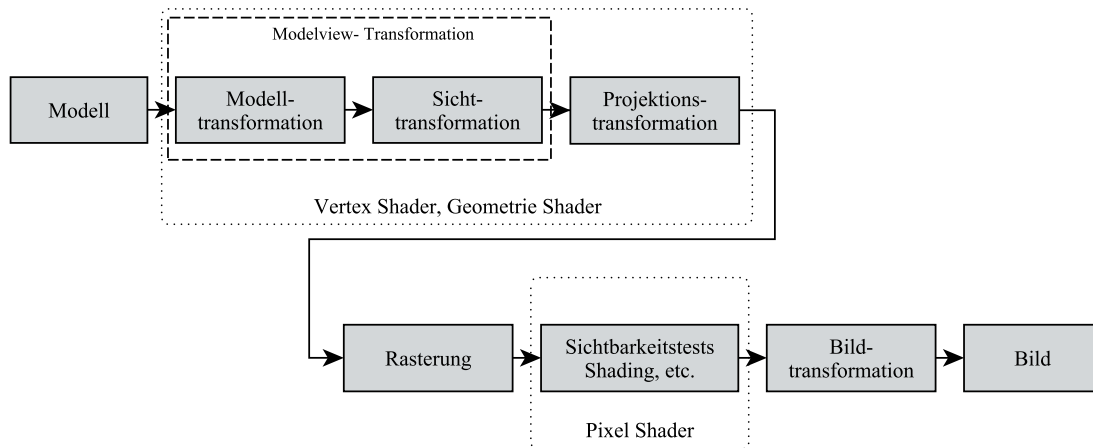 Modelview- Transformation
Modell
Modell-
transformation
Sicht-
transformation
Projektions-
transformation
Vertex Shader, Geometrie Shader
Rasterung
Sichtbarkeitstests
Shading, etc.
Bild-
transformation
Bild
Pixel Shader